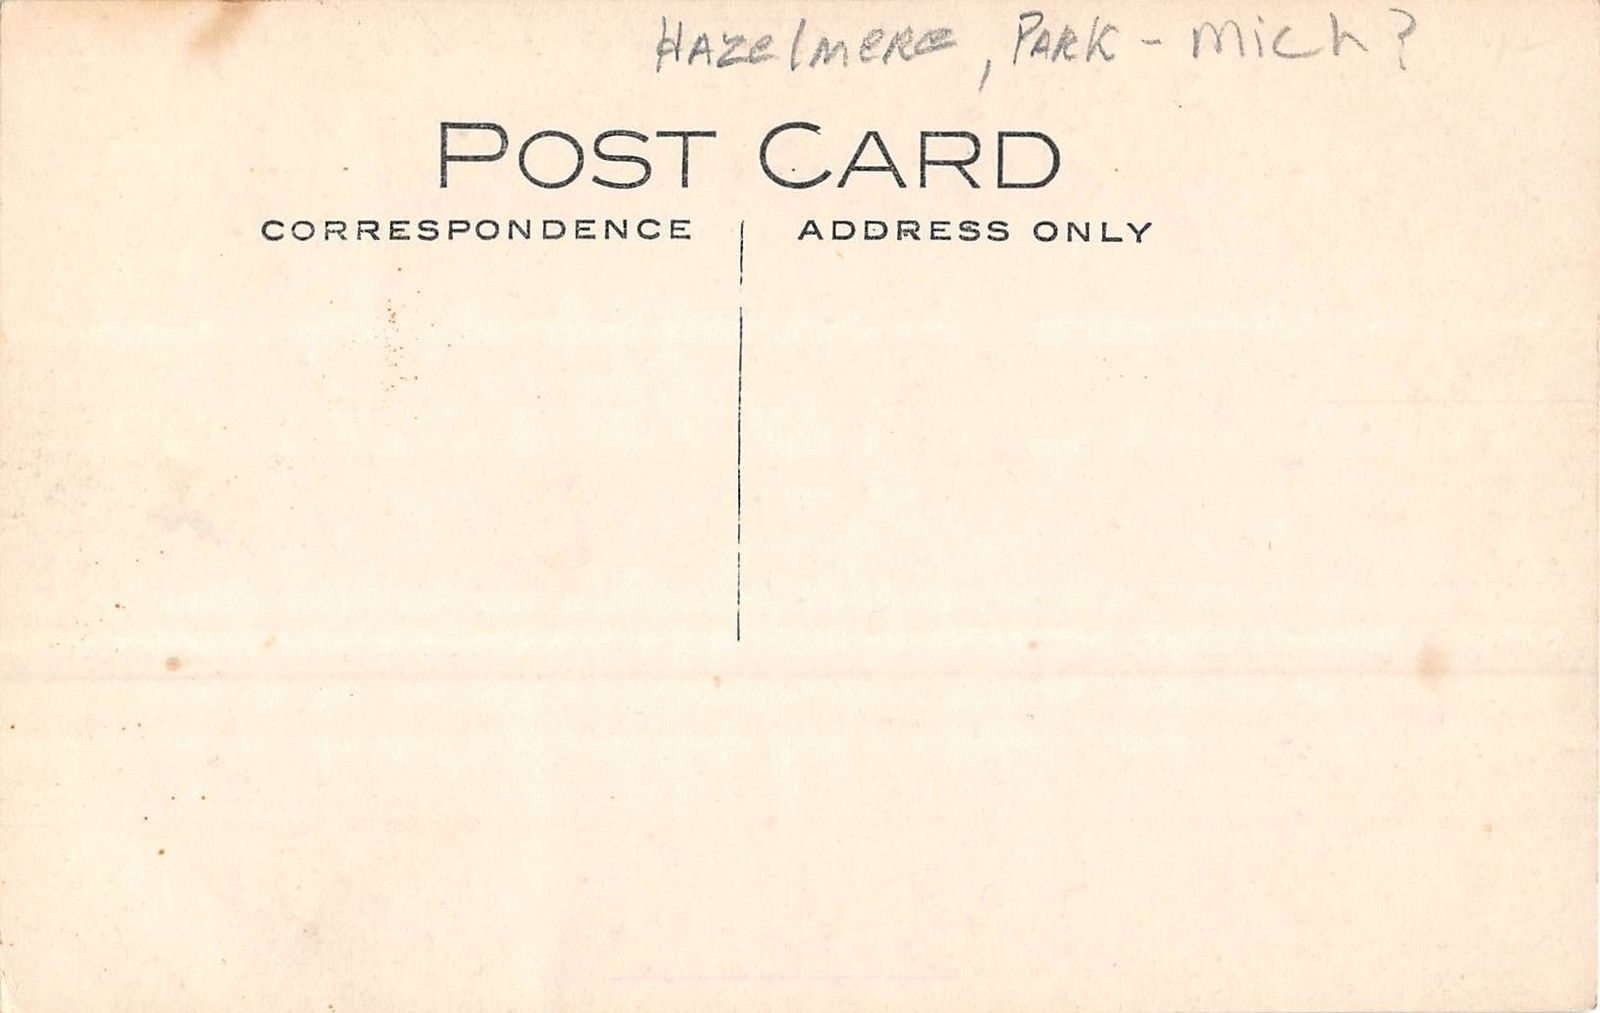 HAZelmeRe, PARK - Mich?
POST CARD
CORRESPONDENCE
ADDRESS ONLY